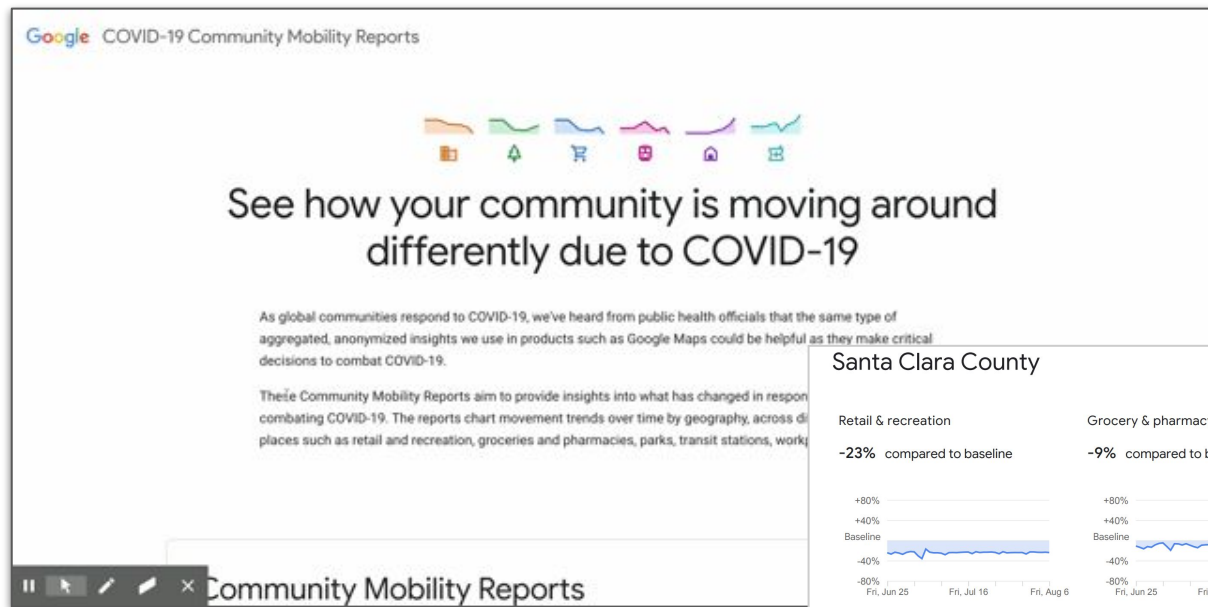 Google COVID-19 Community Mobility Reports
See how your community is moving around
differently due to COVID-19
As global communities respond to COVID-19, we've heard from public health officials that the same type of
aggregated, anonymized insights we use in products such as Google Maps could be helpful as they make critical
decisions to combat COVID-19.
These Community Mobility Reports aim to provide insights into what has changed in respon
combating COVID-19. The reports chart movement trends over time by geography, across di
places such as retail and recreation, groceries and pharmacies, parks, transit stations, work
Community Mobility Reports
Santa Clara County
Retail & recreation
-23% compared to baseline
+80%
+40%
Baseline
-40%
-80%
Fri, Jun 25 Fri, Jul 16 Fri, Aug 6
Grocery & pharmac
-9% compared to b
+80%
+40%
Baseline
-40%
-80%
Fri, Jun 25 Fri